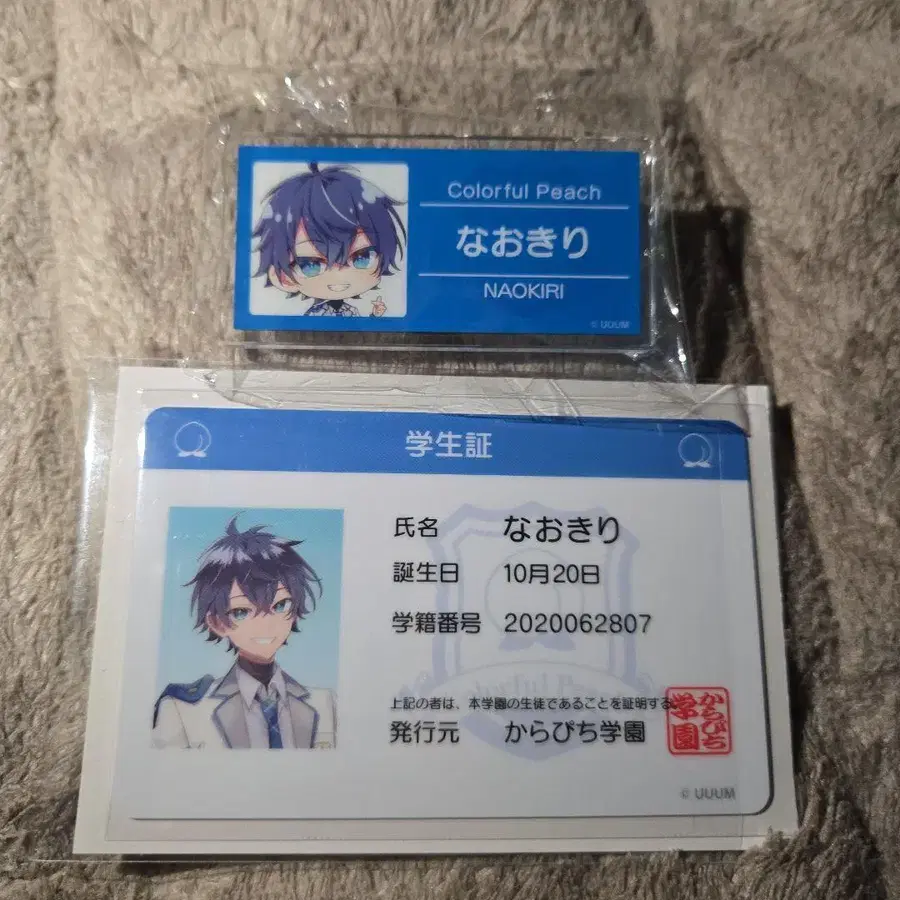 Colorful Peach
なおきり
NAOKIRI
© UUUM
学生証
氏名 なおきり
誕生日 10月20日
学籍番号 2020062807
上記の者は、本学園の生徒であることを証明する
発行元 からぴち学園
からぴち
学園
© UUUM